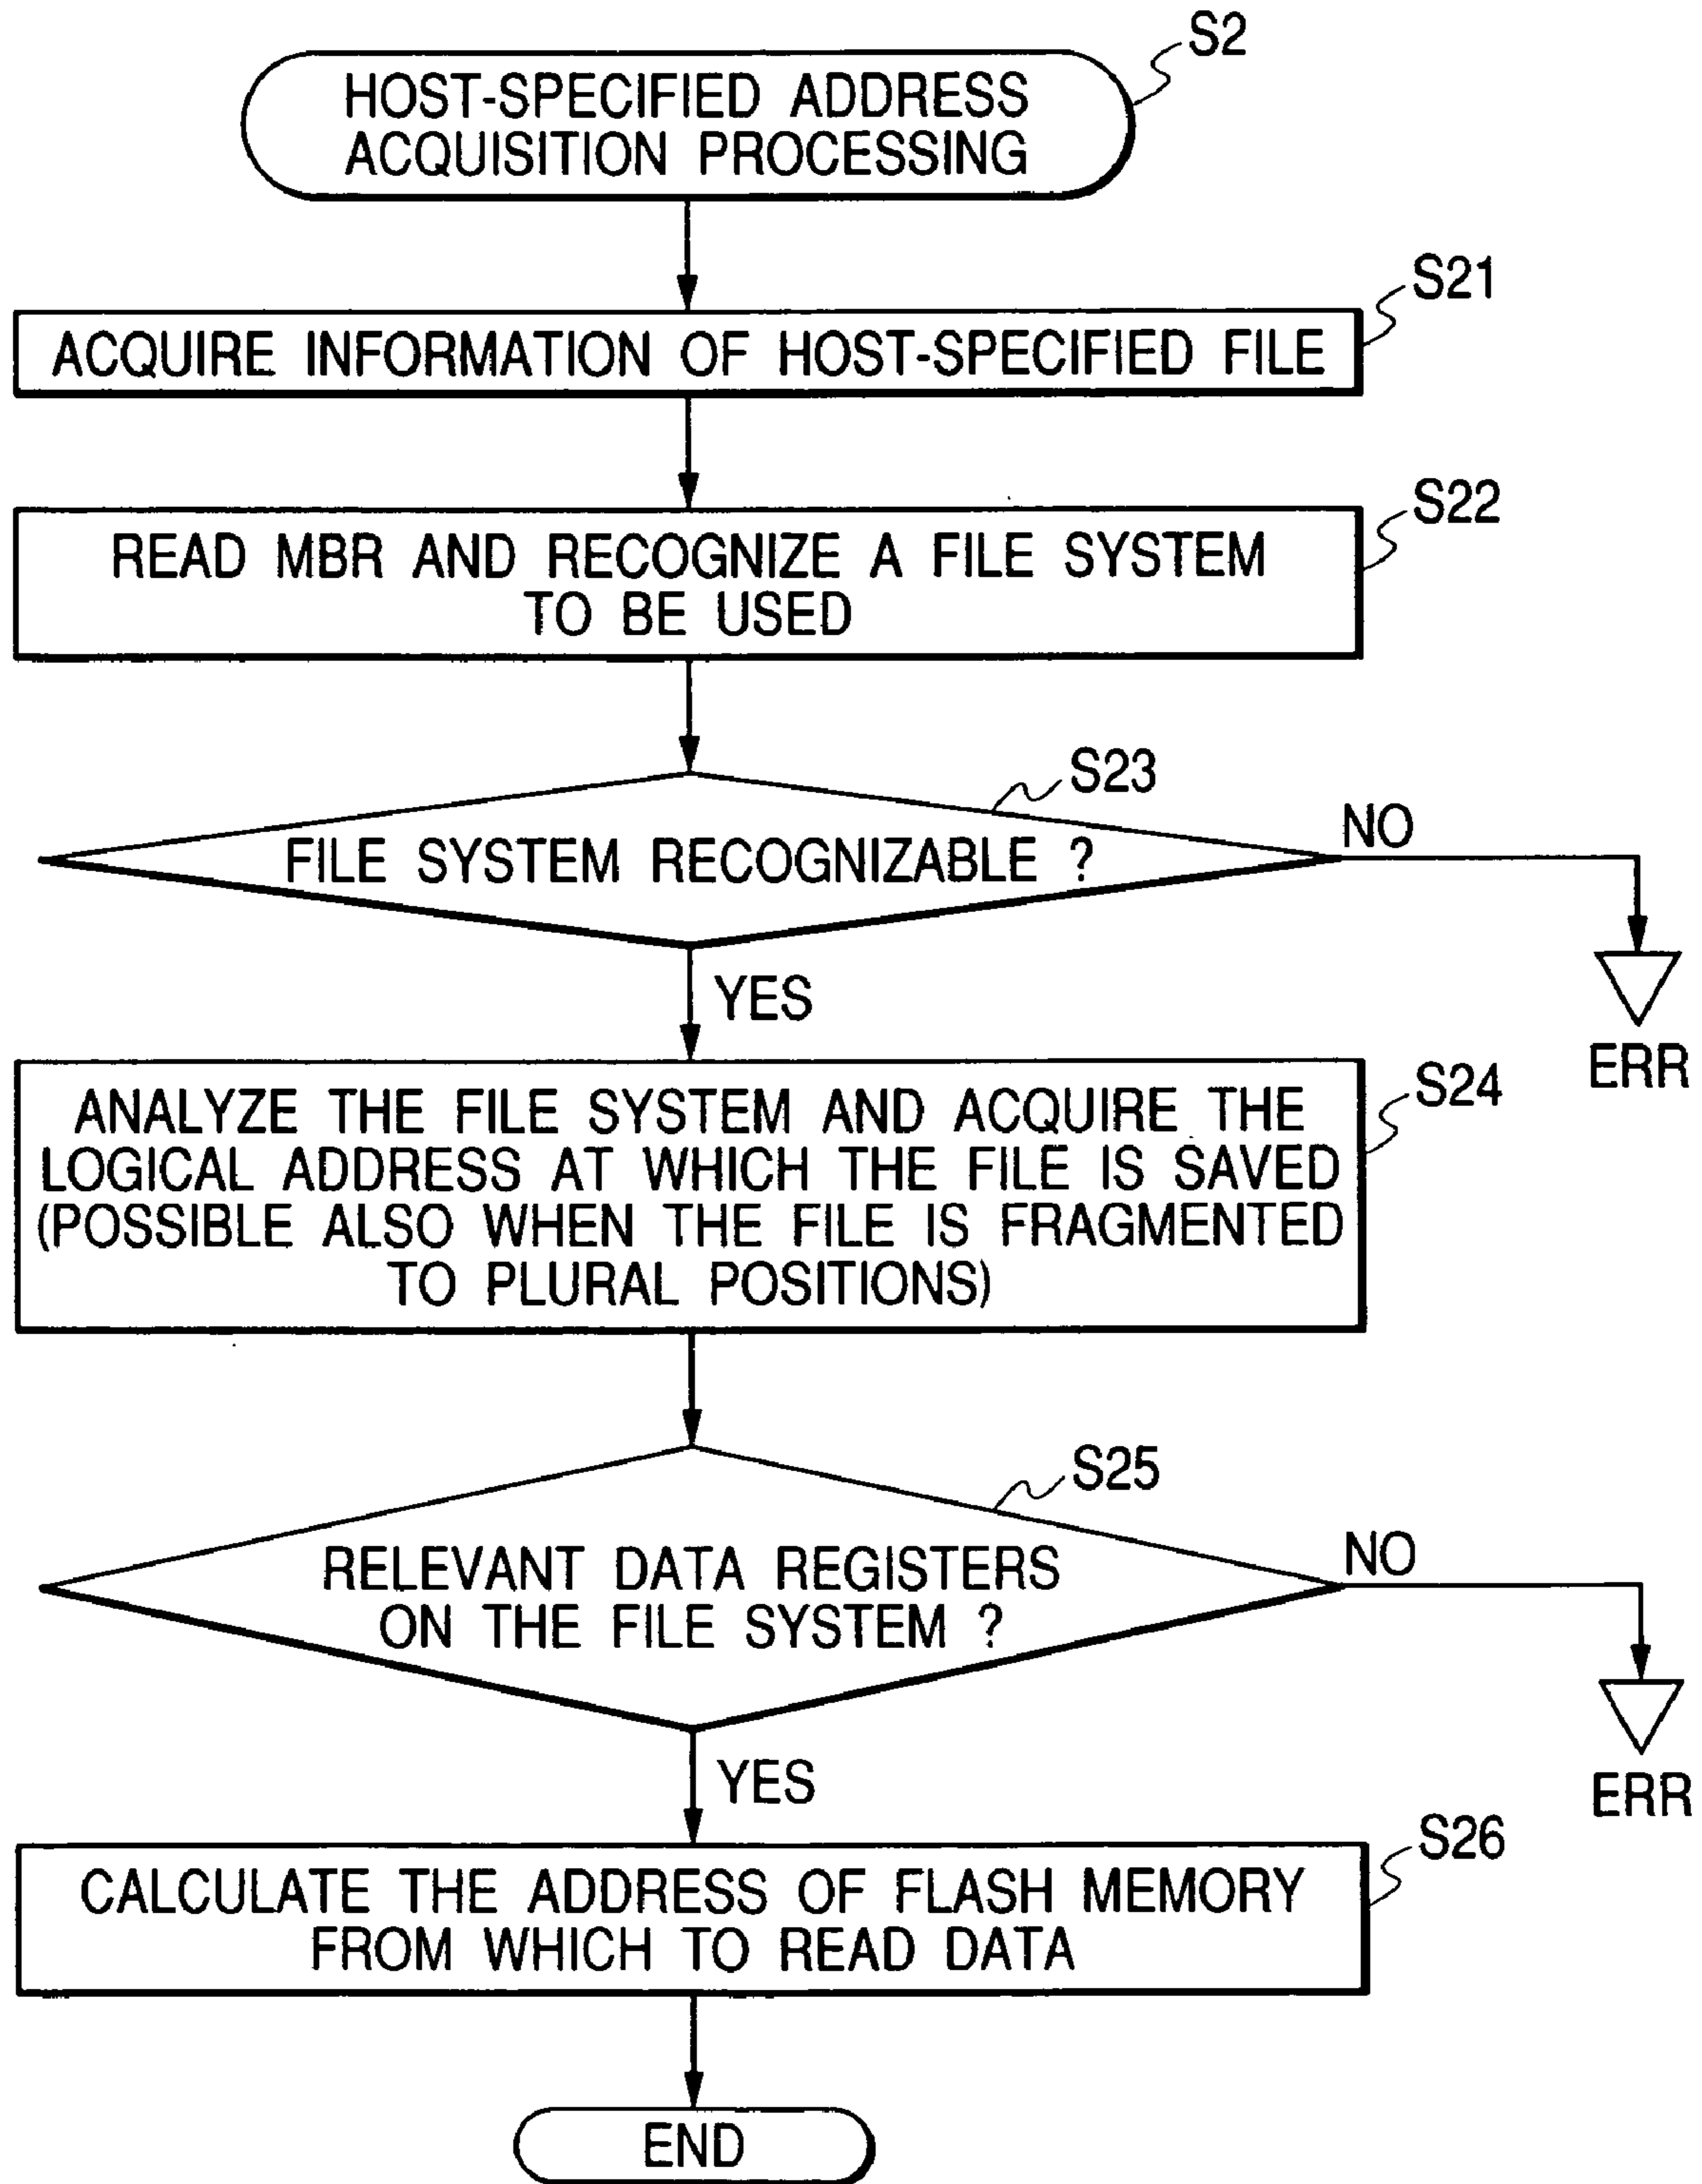 S2
HOST-SPECIFIED ADDRESS
ACQUISITION PROCESSING
S21
ACQUIRE INFORMATION OF HOST-SPECIFIED FILE
S22
READ MBR AND RECOGNIZE A FILE SYSTEM
TO BE USED
S23
FILE SYSTEM RECOGNIZABLE ?
NO
YES
ERR
S24
ANALYZE THE FILE SYSTEM AND ACQUIRE THE
LOGICAL ADDRESS AT WHICH THE FILE IS SAVED
(POSSIBLE ALSO WHEN THE FILE IS FRAGMENTED
TO PLURAL POSITIONS)
S25
RELEVANT DATA REGISTERS
ON THE FILE SYSTEM ?
NO
YES
ERR
S26
CALCULATE THE ADDRESS OF FLASH MEMORY
FROM WHICH TO READ DATA
END